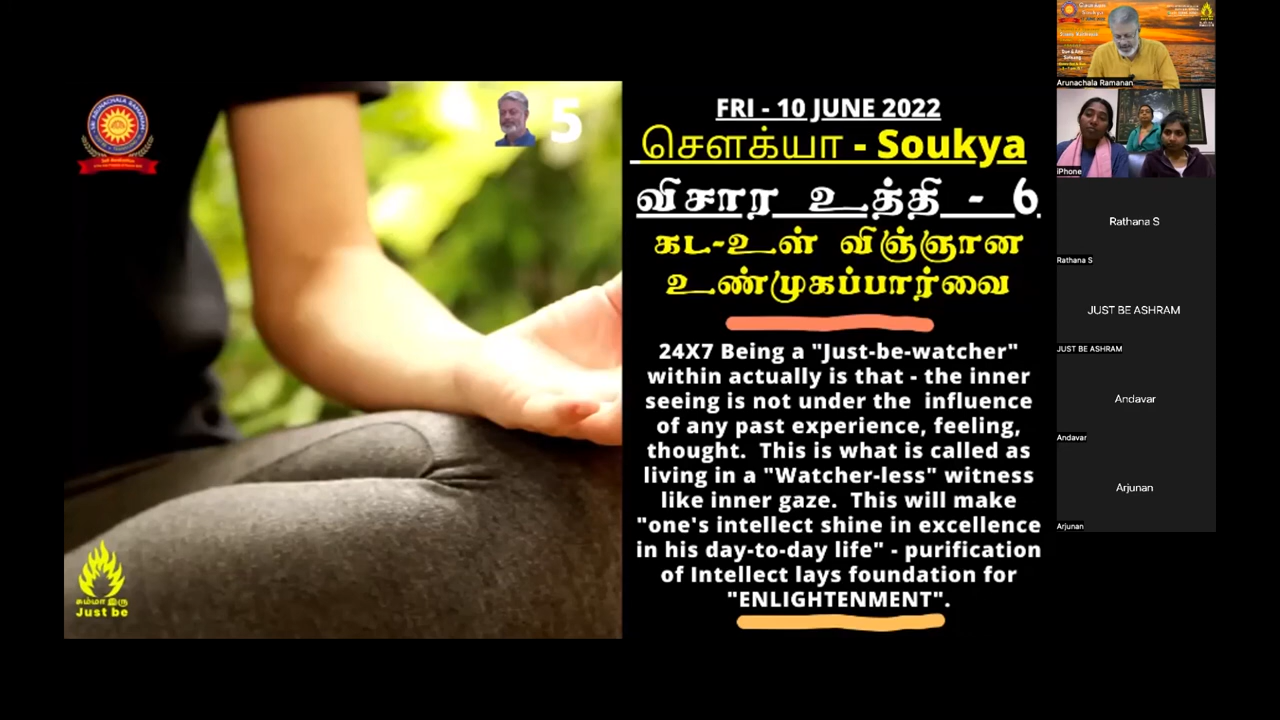 5
சும்மா இரு
Just be
FRI - 10 JUNE 2022
சௌக்யா - Soukya
விசார உத்தி - 6
கட-உள் விஞ்ஞான
உண்முகப்பார்வை
24X7 Being a "Just-be-watcher"
within actually is that - the inner
seeing is not under the influence
of any past experience, feeling,
thought. This is what is called as
living in a "Watcher-less" witness
like inner gaze. This will make
"one's intellect shine in excellence
in his day-to-day life" - purification
of Intellect lays foundation for
"ENLIGHTENMENT".
Arunachala Ramanan
iPhone
Rathana S
Rathana S
JUST BE ASHRAM
JUST BE ASHRAM
Andavar
Andavar
Arjunan
Arjunan